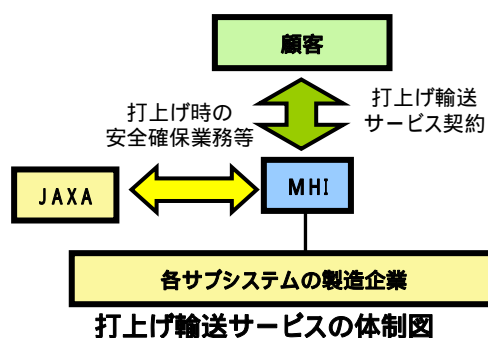 顧客
打上げ時の
安全確保業務等
打上げ輸送
サービス契約
JAXA
MHI
各サブシステムの製造企業
打上げ輸送サービスの体制図